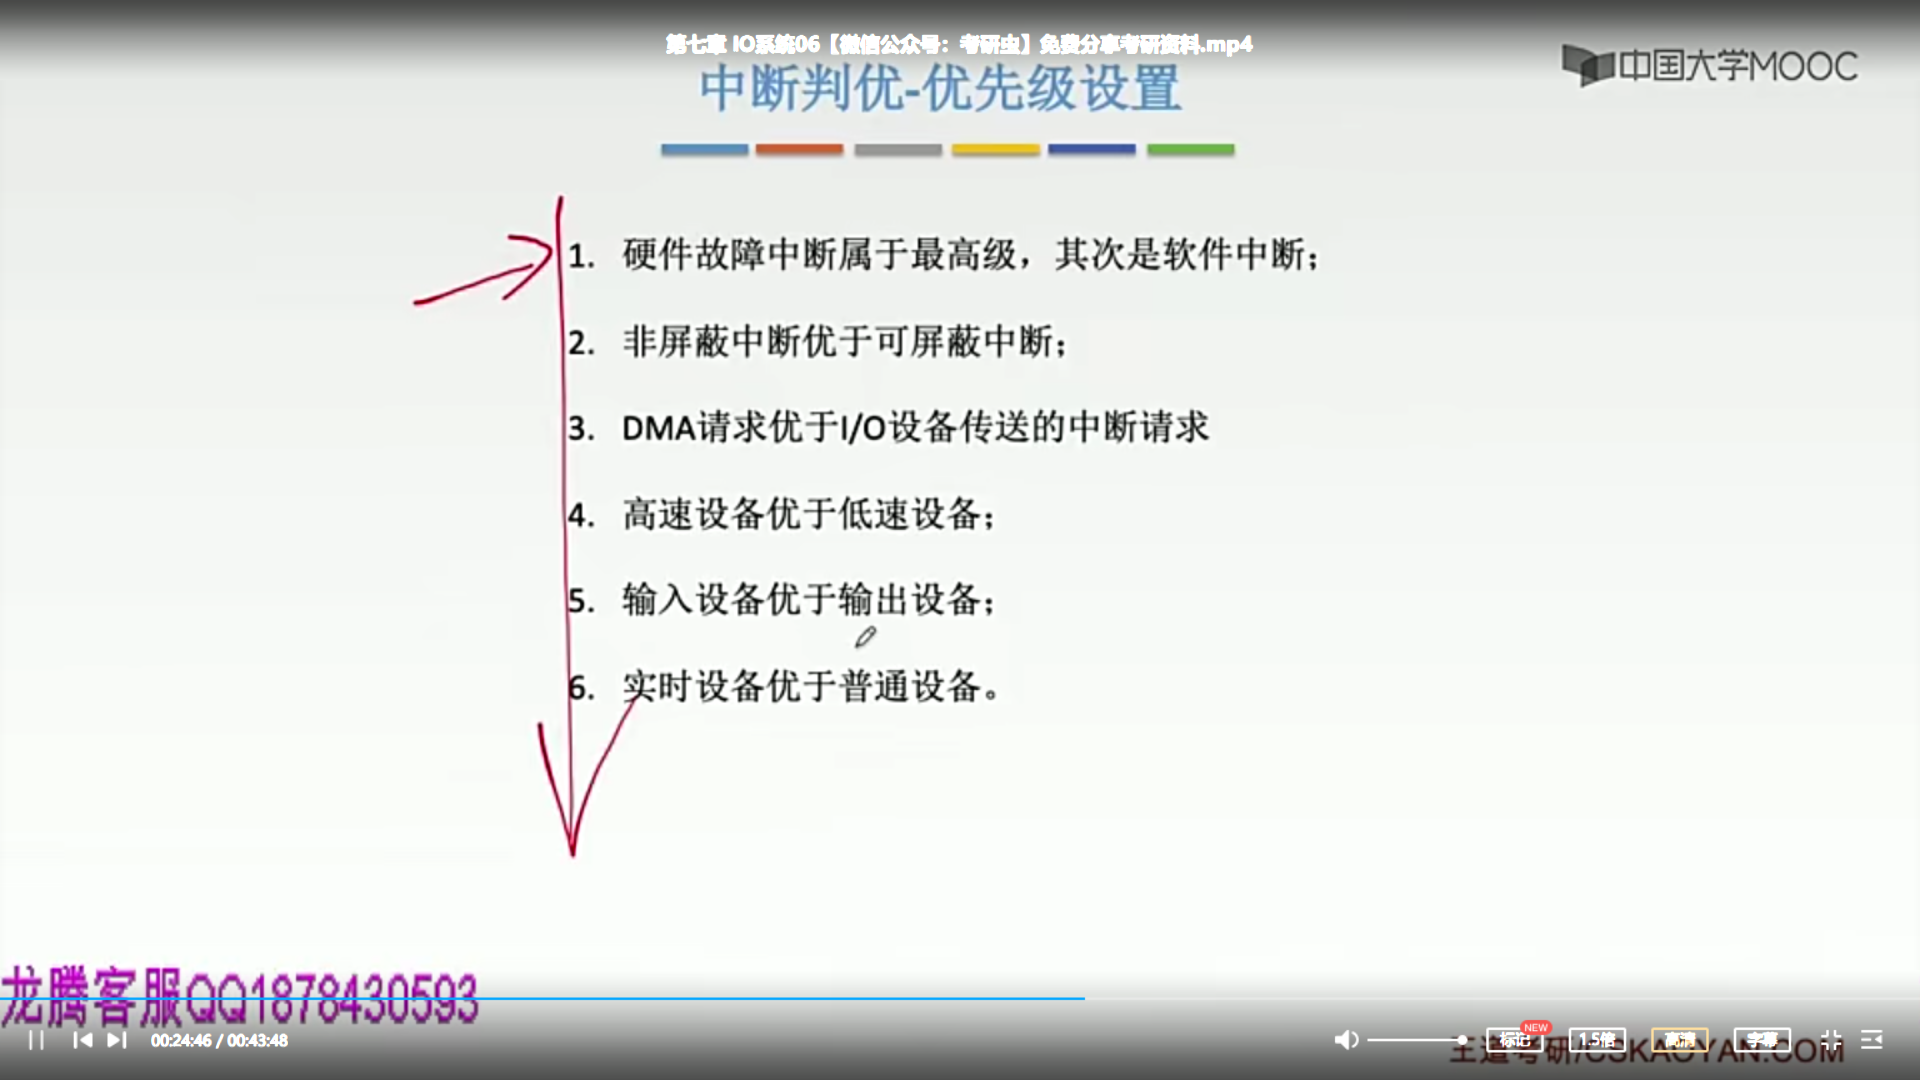 第七章 IO系统06【微信公众号：考研虫】免费分享考研资料.mp4
中国大学MOOC
中断判优-优先级设置
1. 硬件故障中断属于最高级，其次是软件中断；
2. 非屏蔽中断优于可屏蔽中断；
3. DMA请求优于I/O设备传送的中断请求
4. 高速设备优于低速设备；
5. 输入设备优于输出设备；
6. 实时设备优于普通设备。
龙腾客服QQ1878430593
00:24:46 / 00:43:48
标记
NEW
1.5倍
高清
字幕
王道考研/CSKAOYAN.COM